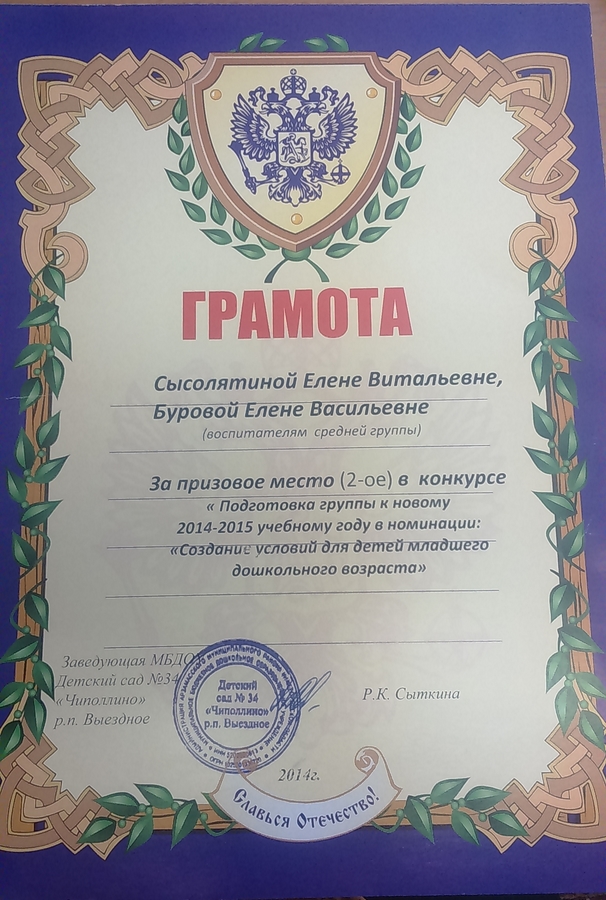 ГРАМОТА
Сысолятиной Елене Витальевне,
Буровой Елене Васильевне
(воспитателям средней группы)
За призовое место (2-ое) в конкурсе
« Подготовка группы к новому
2014-2015 учебному году в номинации:
«Создание условий для детей младшего
дошкольного возраста»
Заведующая МБДОУ
Детский сад №34
«Чиполлино»
р.п. Выездное
Детский
сад № 34
«Чиполлино»
р.п. Выездное
Р.К. Сыткина
2014г.
Славься Отечество!